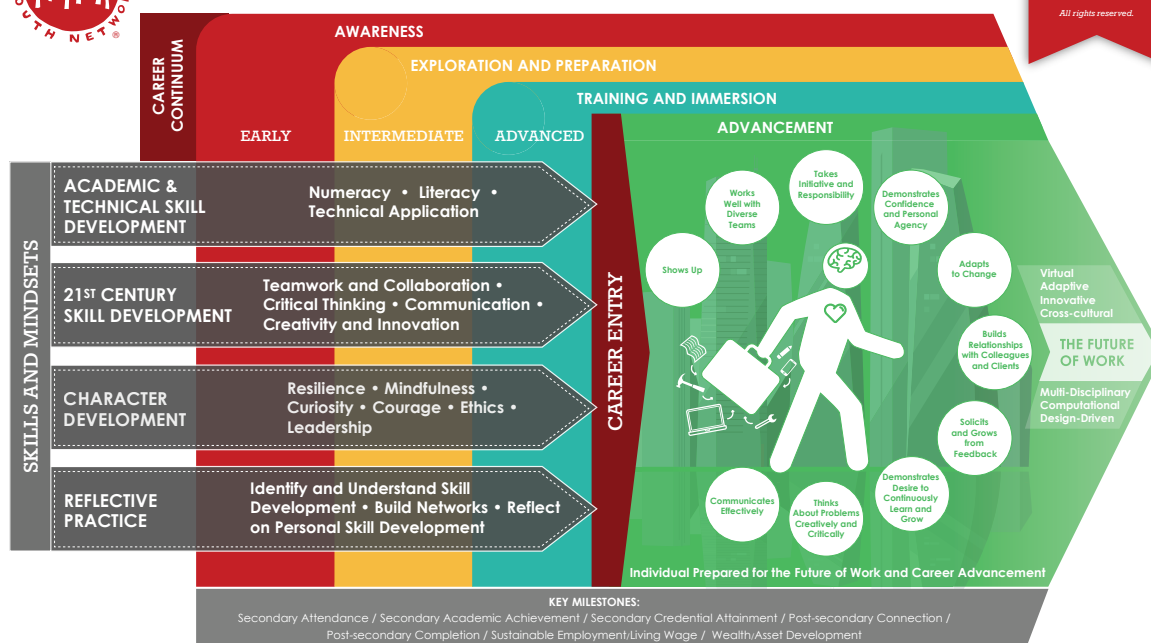 OUTH NETWOR
®
All rights reserved.
CAREER
CONTINUUM
AWARENESS
EXPLORATION AND PREPARATION
TRAINING AND IMMERSION
ADVANCEMENT
EARLY
INTERMEDIATE
ADVANCED
SKILLS AND MINDSETS
ACADEMIC &
TECHNICAL SKILL
DEVELOPMENT
Numeracy • Literacy •
Technical Application
21ST CENTURY
SKILL DEVELOPMENT
Teamwork and Collaboration •
Critical Thinking • Communication •
Creativity and Innovation
CHARACTER
DEVELOPMENT
Resilience • Mindfulness •
Curiosity • Courage • Ethics •
Leadership
REFLECTIVE
PRACTICE
Identify and Understand Skill
Development • Build Networks • Reflect
on Personal Skill Development
CAREER ENTRY
Shows Up
Works
Well with
Diverse
Teams
Takes
Initiative and
Responsibility
Demonstrates
Confidence
and Personal
Agency
Adapts
to Change
Builds
Relationships
with Colleagues
and Clients
Solicits
and Grows
from
Feedback
Demonstrates
Desire to
Continuously
Learn and
Grow
Thinks
About Problems
Creatively and
Critically
Communicates
Effectively
Virtual
Adaptive
Innovative
Cross-cultural
THE FUTURE
OF WORK
Multi-Disciplinary
Computational
Design-Driven
Individual Prepared for the Future of Work and Career Advancement
KEY MILESTONES:
Secondary Attendance / Secondary Academic Achievement / Secondary Credential Attainment / Post-secondary Connection /
Post-secondary Completion / Sustainable Employment/Living Wage / Wealth/Asset Development